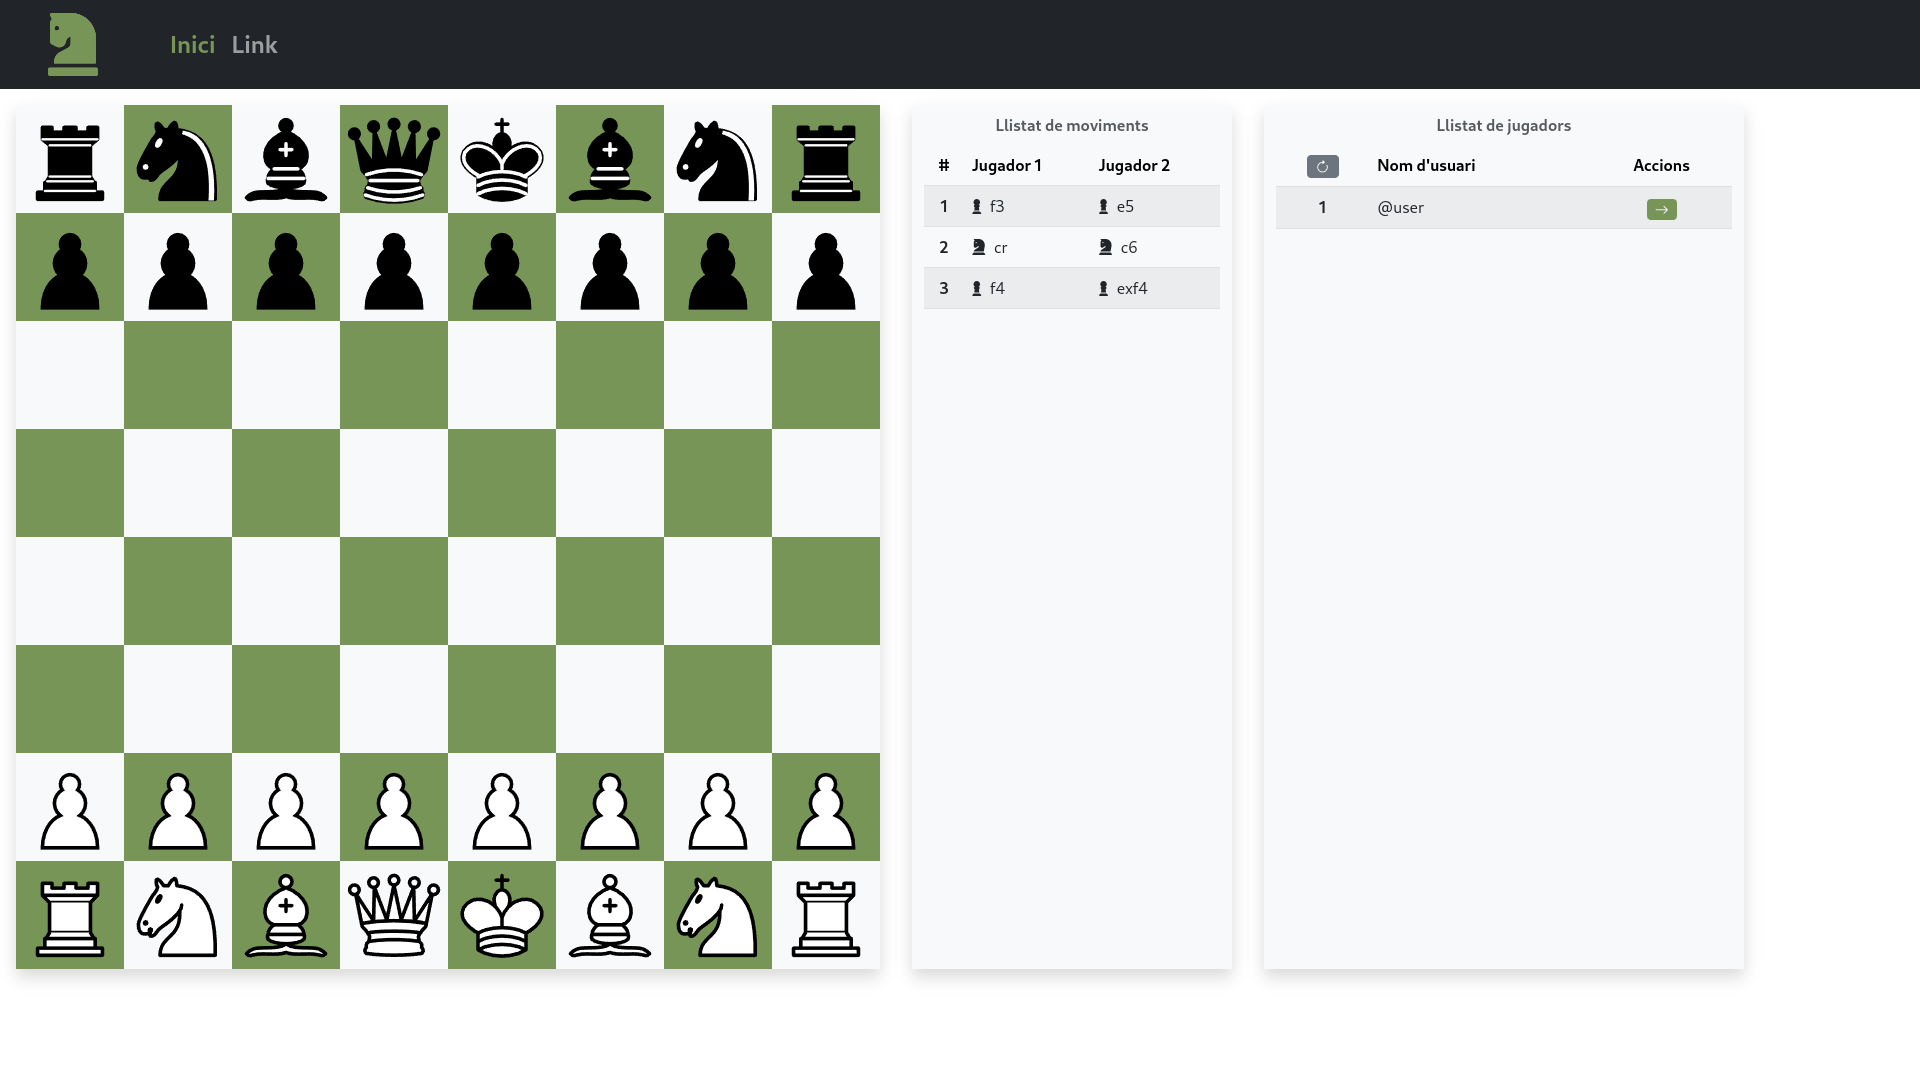 Inici Link
Llistat de moviments
# Jugador 1 Jugador 2
1 f3 e5
2 cr c6
3 f4 exf4
Llistat de jugadors
Nom d'usuari Accions
1 @user